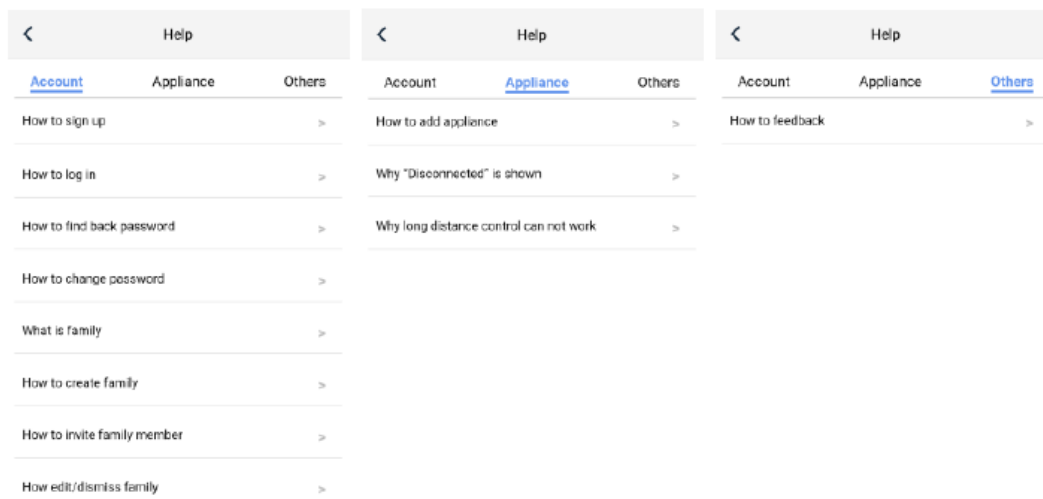 Help
Account Appliance Others
How to sign up >
How to log in >
How to find back password >
How to change password >
What is family >
How to create family >
How to invite family member >
How edit/dismiss family >
Help
Account Appliance Others
How to add appliance >
Why "Disconnected" is shown >
Why long distance control can not work >
Help
Account Appliance Others
How to feedback >